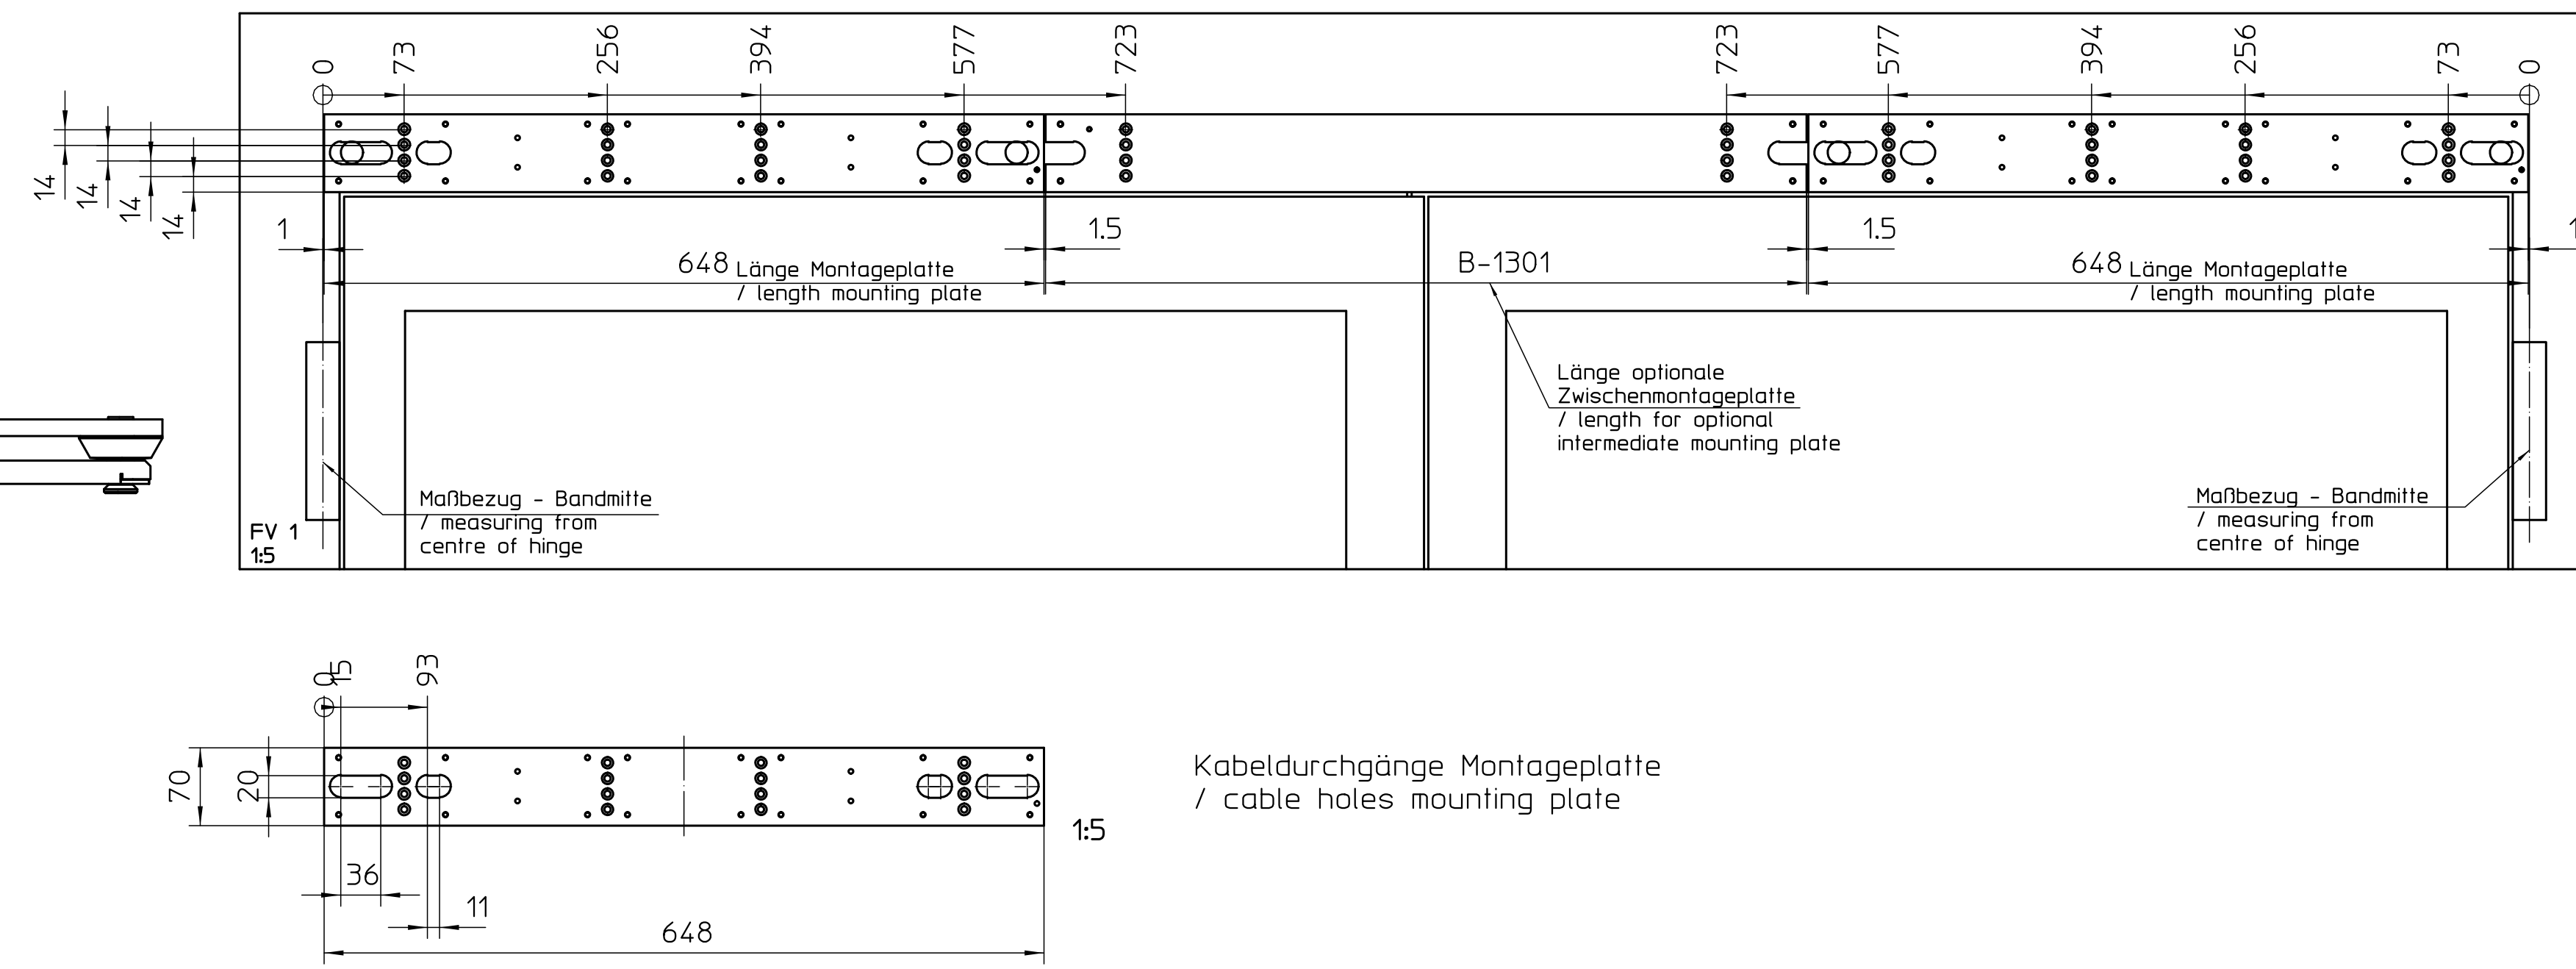 0
73
256
394
577
723
723
577
394
256
73
0
14
14
14
14
1
1.5
1.5
1
648 Länge Montageplatte
/ length mounting plate
B-1301
648 Länge Montageplatte
/ length mounting plate
Länge optionale
Zwischenmontageplatte
/ length for optional
intermediate mounting plate
Maßbezug - Bandmitte
/ measuring from
centre of hinge
Maßbezug - Bandmitte
/ measuring from
centre of hinge
FV 1
1:5
0
15
93
70
20
36
11
648
1:5
Kabeldurchgänge Montageplatte
/ cable holes mounting plate